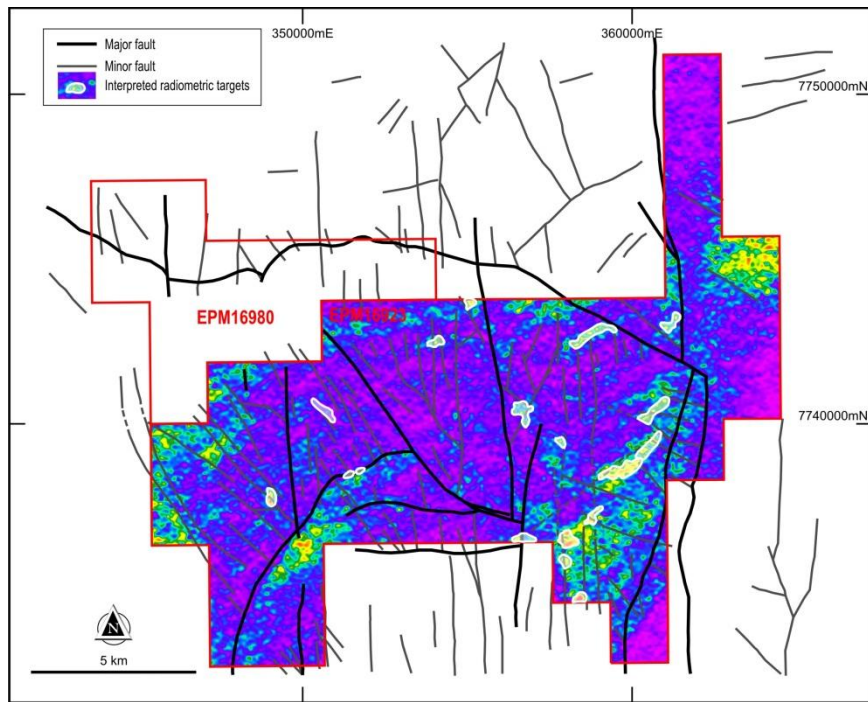 350000mE
360000mE
Major fault
Minor fault
Interpreted radiometric targets
7750000mN
EPM16980
7740000mN
N
5 km